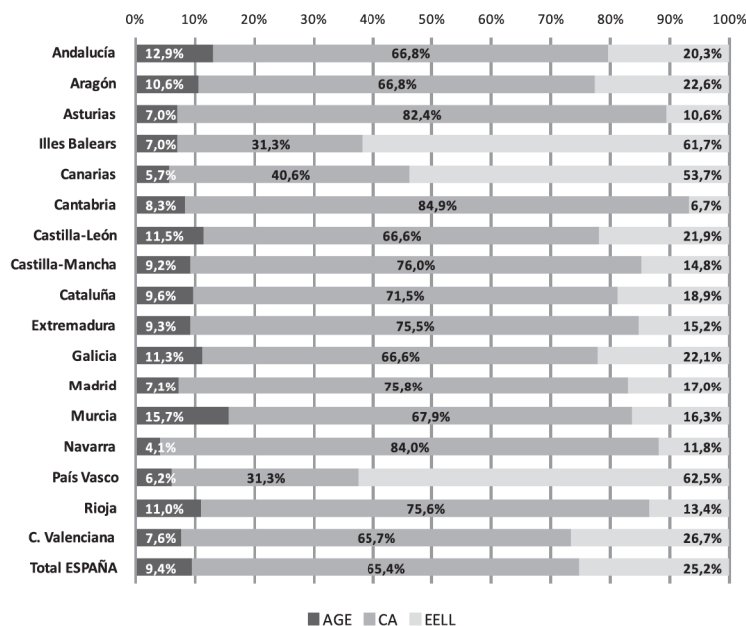 0% 10% 20% 30% 40% 50% 60% 70% 80% 90% 100%
Andalucía 12,9% 66,8% 20,3%
Aragón 10,6% 66,8% 22,6%
Asturias 7,0% 82,4% 10,6%
Illes Balears 7,0% 31,3% 61,7%
Canarias 5,7% 40,6% 53,7%
Cantabria 8,3% 84,9% 6,7%
Castilla-León 11,5% 66,6% 21,9%
Castilla-Mancha 9,2% 76,0% 14,8%
Cataluña 9,6% 71,5% 18,9%
Extremadura 9,3% 75,5% 15,2%
Galicia 11,3% 66,6% 22,1%
Madrid 7,1% 75,8% 17,0%
Murcia 15,7% 67,9% 16,3%
Navarra 4,1% 84,0% 11,8%
País Vasco 6,2% 31,3% 62,5%
Rioja 11,0% 75,6% 13,4%
C. Valenciana 7,6% 65,7% 26,7%
Total ESPAÑA 9,4% 65,4% 25,2%
AGE CA EELL